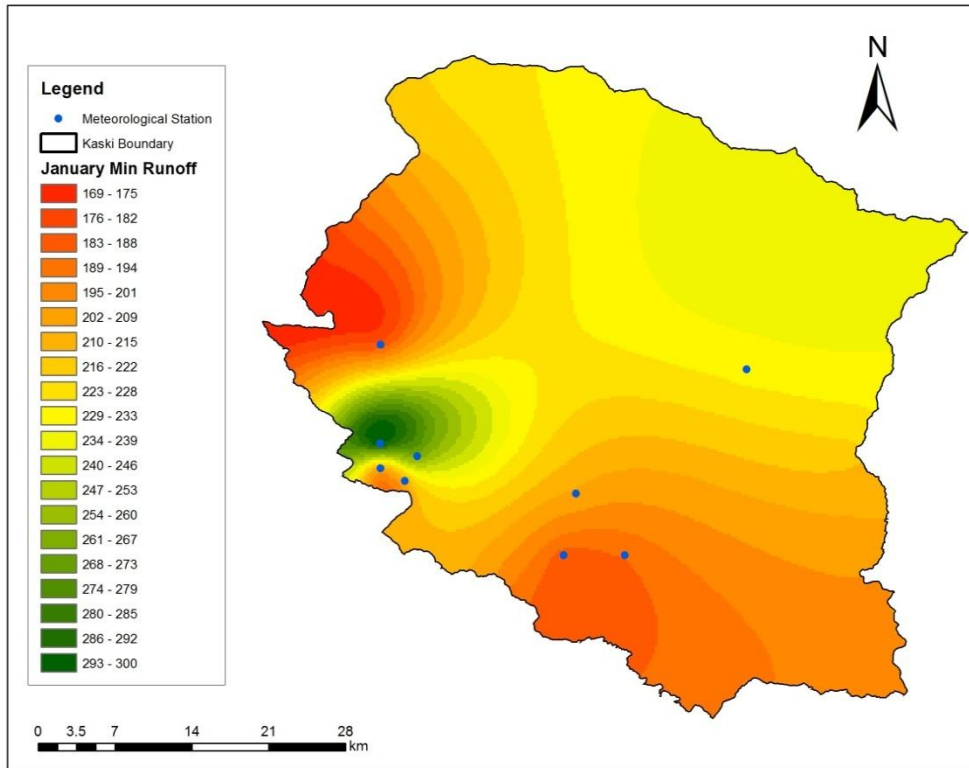 N
Legend
Meteorological Station
Kaski Boundary
January Min Runoff
169 - 175
176 - 182
183 - 188
189 - 194
195 - 201
202 - 209
210 - 215
216 - 222
223 - 228
229 - 233
234 - 239
240 - 246
247 - 253
254 - 260
261 - 267
268 - 273
274 - 279
280 - 285
286 - 292
293 - 300
0 3.5 7 14 21 28
km